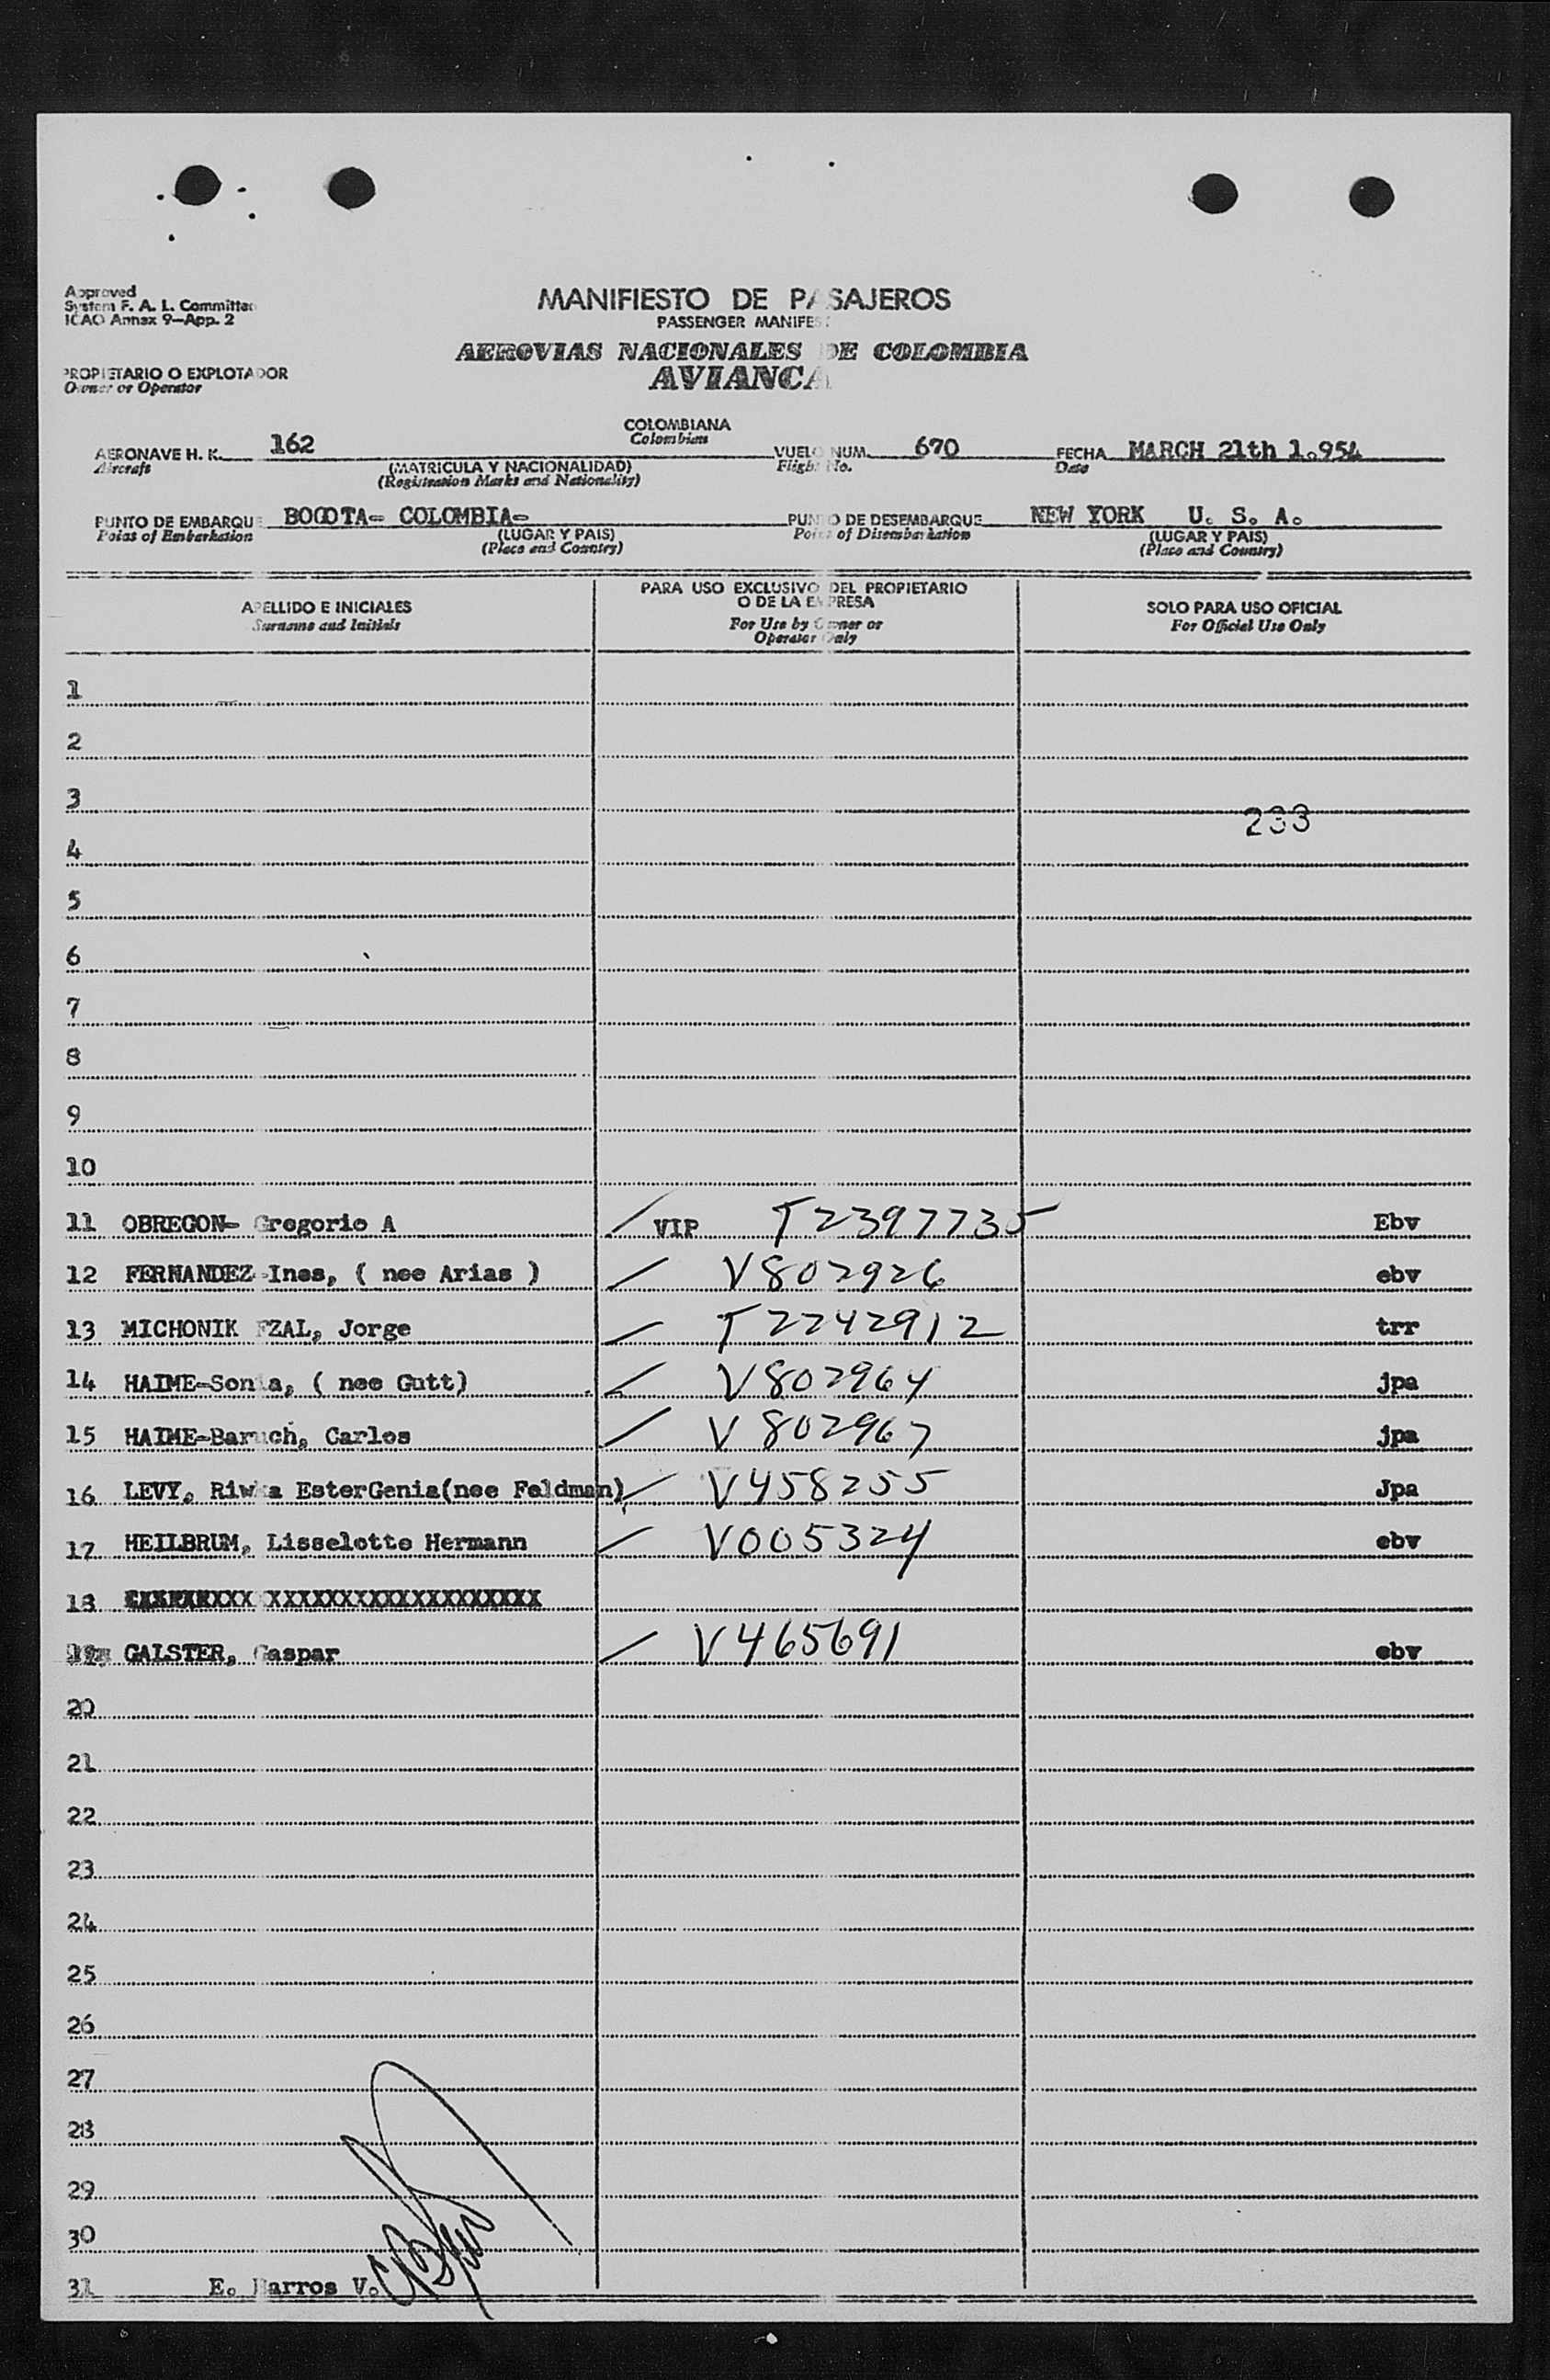 Approved
System F. A. L. Committee
ICAO Annex 9—App. 2
MANIFIESTO DE PASAJEROS
PASSENGER MANIFEST
AEROVIAS NACIONALES DE COLOMBIA
AVIANCA
PROPIETARIO O EXPLOTADOR
Owner or Operator
COLOMBIANA
Colombian
AERONAVE H. K. 162 VUELO NUM. 670 FECHA MARCH 21th 1.954
Aircraft (MATRICULA Y NACIONALIDAD) Flight No. Date
(Registration Marks and Nationality)
PUNTO DE EMBARQUE BOGOTA- COLOMBIA- PUNTO DE DESEMBARQUE NEW YORK U. S. A.
Point of Embarkation (LUGAR Y PAIS) Point of Disembarkation (LUGAR Y PAIS)
(Place and Country) (Place and Country)
APELLIDO E INICIALES
Surname and Initials
PARA USO EXCLUSIVO DEL PROPIETARIO
O DE LA EMPRESA
For Use by Owner or
Operator Only
SOLO PARA USO OFICIAL
For Official Use Only
1
2
3
233
4
5
6
7
8
9
10
11 OBREGON- Gregorio A / VIP T2397735 Ebv
12 FERNANDEZ-Ines, ( nee Arias ) / V802926 ebv
13 MICHONIK FZAL, Jorge / T2242912 trr
14 HAIME-Sonia, ( nee Gutt) / V802964 jpa
15 HAIME-Baruch, Carlos / V802967 jpa
16 LEVY, Riwka EsterGenia(nee Feldman) / V458255 Jpa
17 HEILBRUM, Lisselotte Hermann / V005324 ebv
18
19 GALSTER, Gaspar / V465691 ebv
20
21
22
23
24
25
26
27
28
29
30
31 E. Barros V.